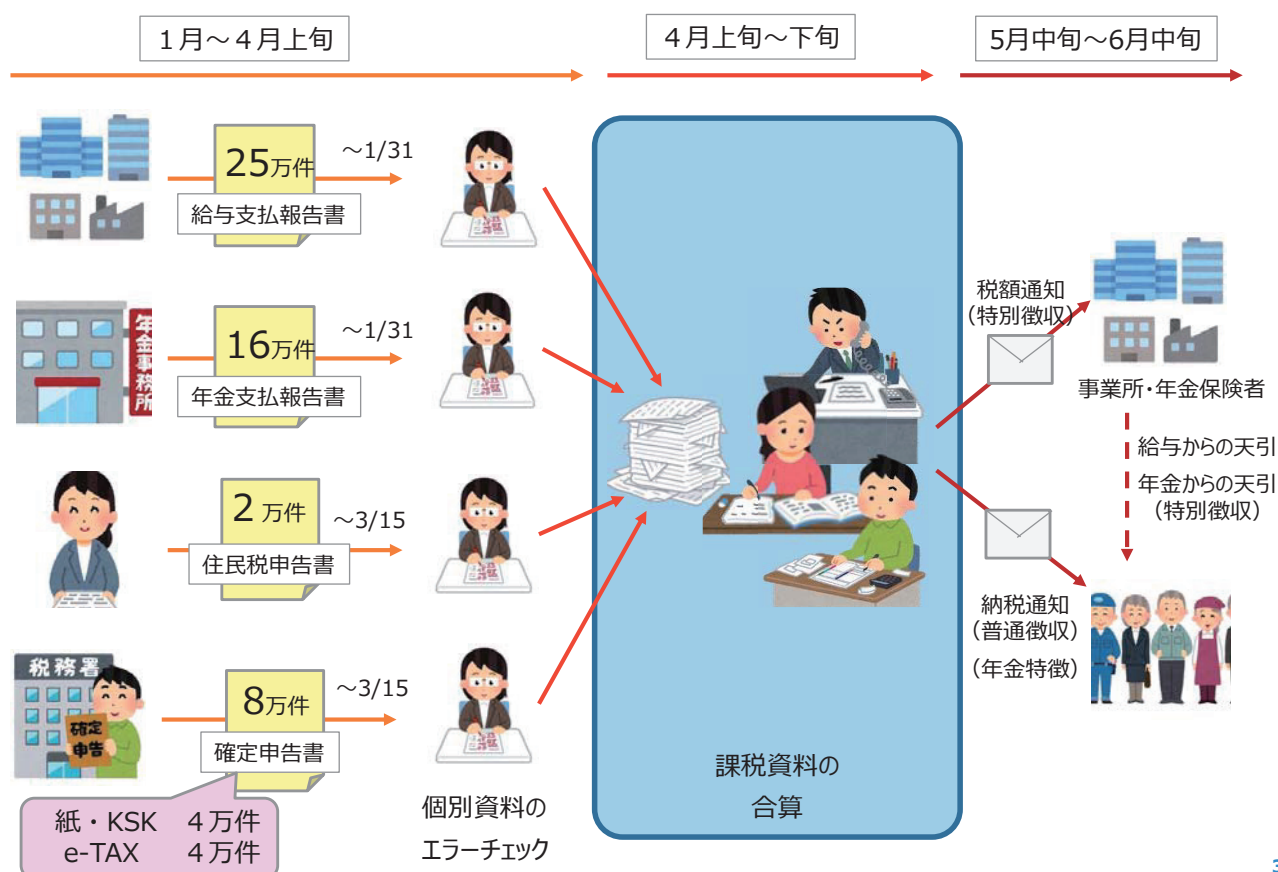 1月~4月上旬
4月上旬~下旬
5月中旬~6月中旬
25万件
給与支払報告書
~1/31
年金事務所
16万件
年金支払報告書
~1/31
2 万件
住民税申告書
~3/15
税務署
確定
申告
8万件
確定申告書
~3/15
紙・KSK 4万件
e-TAX 4万件
個別資料の
エラーチェック
課税資料の
合算
税額通知
(特別徴収)
事業所・年金保険者
給与からの天引
年金からの天引
(特別徴収)
納税通知
(普通徴収)
(年金特徴)